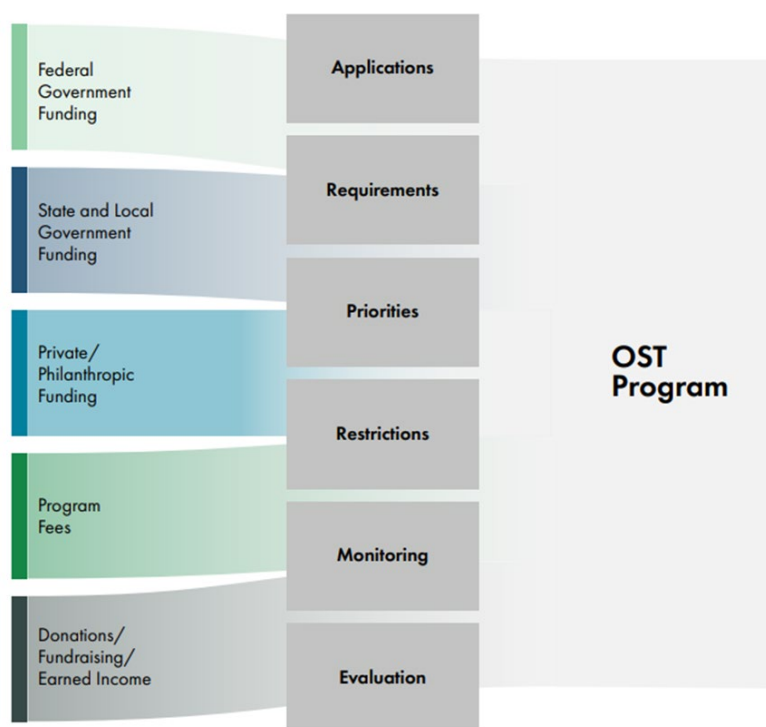 Federal
Government
Funding
State and Local
Government
Funding
Private/
Philanthropic
Funding
Program
Fees
Donations/
Fundraising/
Earned Income
Applications
Requirements
Priorities
Restrictions
Monitoring
Evaluation
OST
Program